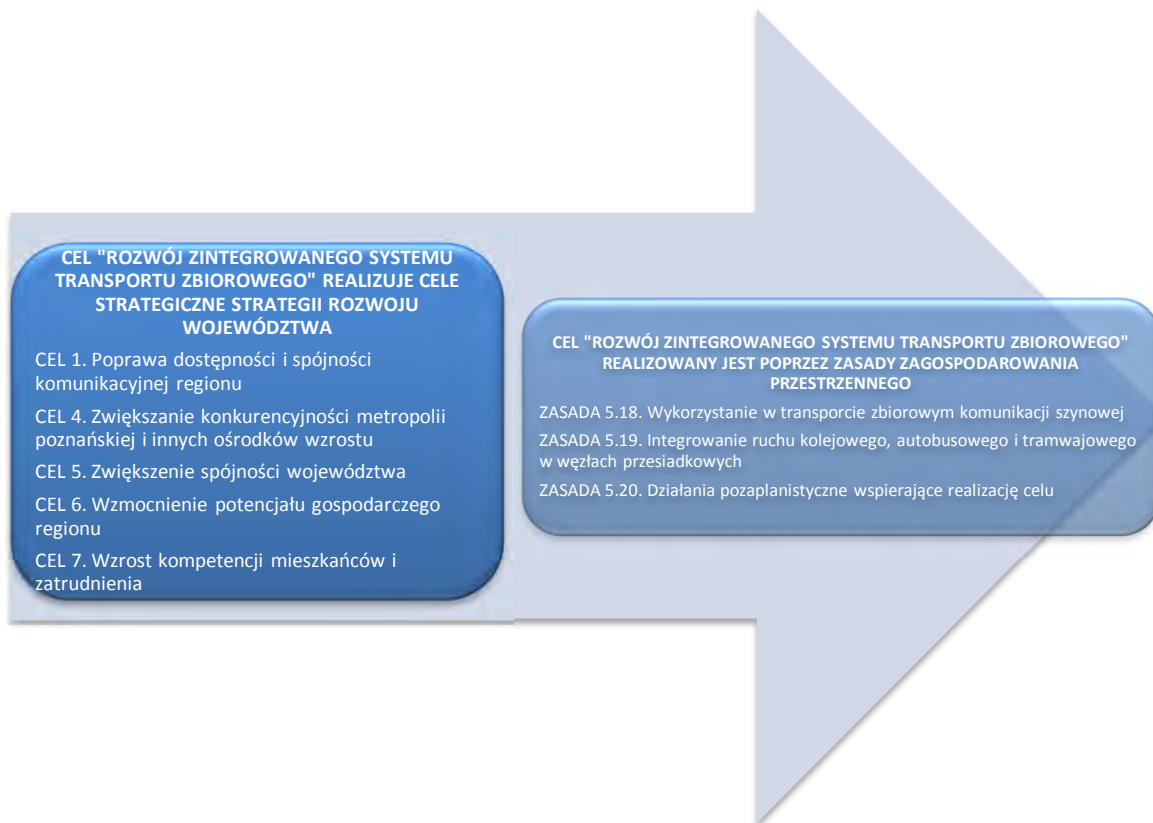 CEL "ROZWÓJ ZINTEGROWANEGO SYSTEMU
TRANSPORTU ZBIOROWEGO" REALIZUJE CELE
STRATEGICZNE STRATEGII ROZWOJU
WOJEWÓDZTWA
CEL 1. Poprawa dostępności i spójności
komunikacyjnej regionu
CEL 4. Zwiększanie konkurencyjności metropolii
poznańskiej i innych ośrodków wzrostu
CEL 5. Zwiększenie spójności województwa
CEL 6. Wzmocnienie potencjału gospodarczego
regionu
CEL 7. Wzrost kompetencji mieszkańców i
zatrudnienia
CEL "ROZWÓJ ZINTEGROWANEGO SYSTEMU TRANSPORTU ZBIOROWEGO"
REALIZOWANY JEST POPRZEZ ZASADY ZAGOSPODAROWANIA
PRZESTRZENNEGO
ZASADA 5.18. Wykorzystanie w transporcie zbiorowym komunikacji szynowej
ZASADA 5.19. Integrowanie ruchu kolejowego, autobusowego i tramwajowego
w węzłach przesiadkowych
ZASADA 5.20. Działania pozaplanistyczne wspierające realizację celu